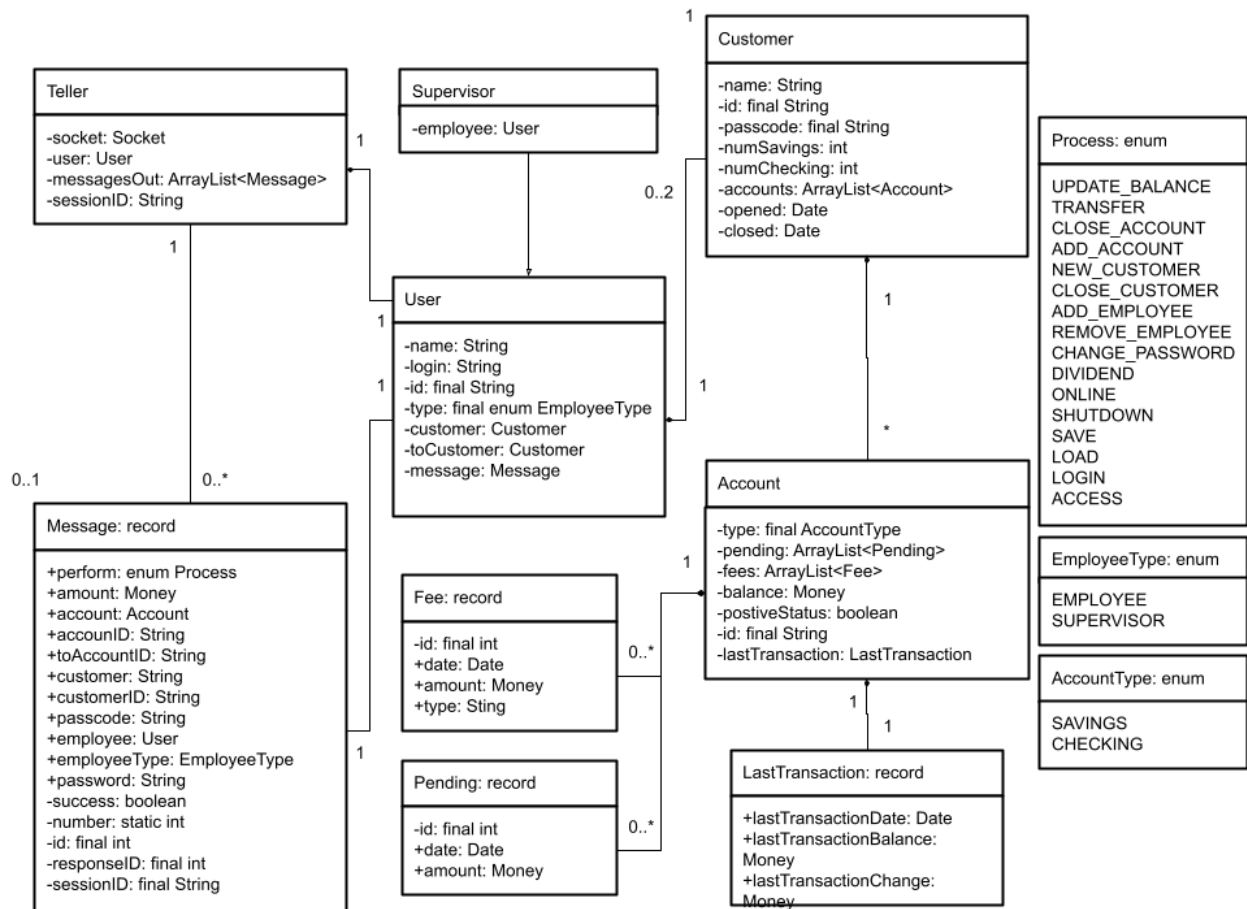 Teller
-socket: Socket
-user: User
-messagesOut: ArrayList<Message>
-sessionID: String
1
1
Supervisor
-employee: User
1
Customer
-name: String
-id: final String
-passcode: final String
-numSavings: int
-numChecking: int
-accounts: ArrayList<Account>
-opened: Date
-closed: Date
0..2
1
Process: enum
UPDATE_BALANCE
TRANSFER
CLOSE_ACCOUNT
ADD_ACCOUNT
NEW_CUSTOMER
CLOSE_CUSTOMER
ADD_EMPLOYEE
REMOVE_EMPLOYEE
CHANGE_PASSWORD
DIVIDEND
ONLINE
SHUTDOWN
SAVE
LOAD
LOGIN
ACCESS
User
-name: String
-login: String
-id: final String
-type: final enum EmployeeType
-customer: Customer
-toCustomer: Customer
-message: Message
1
1
1
*
0..1
0..*
Message: record
+perform: enum Process
+amount: Money
+account: Account
+accounID: String
+toAccountID: String
+customer: String
+customerID: String
+passcode: String
+employee: User
+employeeType: EmployeeType
+password: String
-success: boolean
-number: static int
-id: final int
-responseID: final int
-sessionID: final String
1
Fee: record
-id: final int
+date: Date
+amount: Money
+type: Sting
0..*
Pending: record
-id: final int
+date: Date
+amount: Money
0..*
1
Account
-type: final AccountType
-pending: ArrayList<Pending>
-fees: ArrayList<Fee>
-balance: Money
-postiveStatus: boolean
-id: final String
-lastTransaction: LastTransaction
1
1
LastTransaction: record
+lastTransactionDate: Date
+lastTransactionBalance:
Money
+lastTransactionChange:
Money
EmployeeType: enum
EMPLOYEE
SUPERVISOR
AccountType: enum
SAVINGS
CHECKING